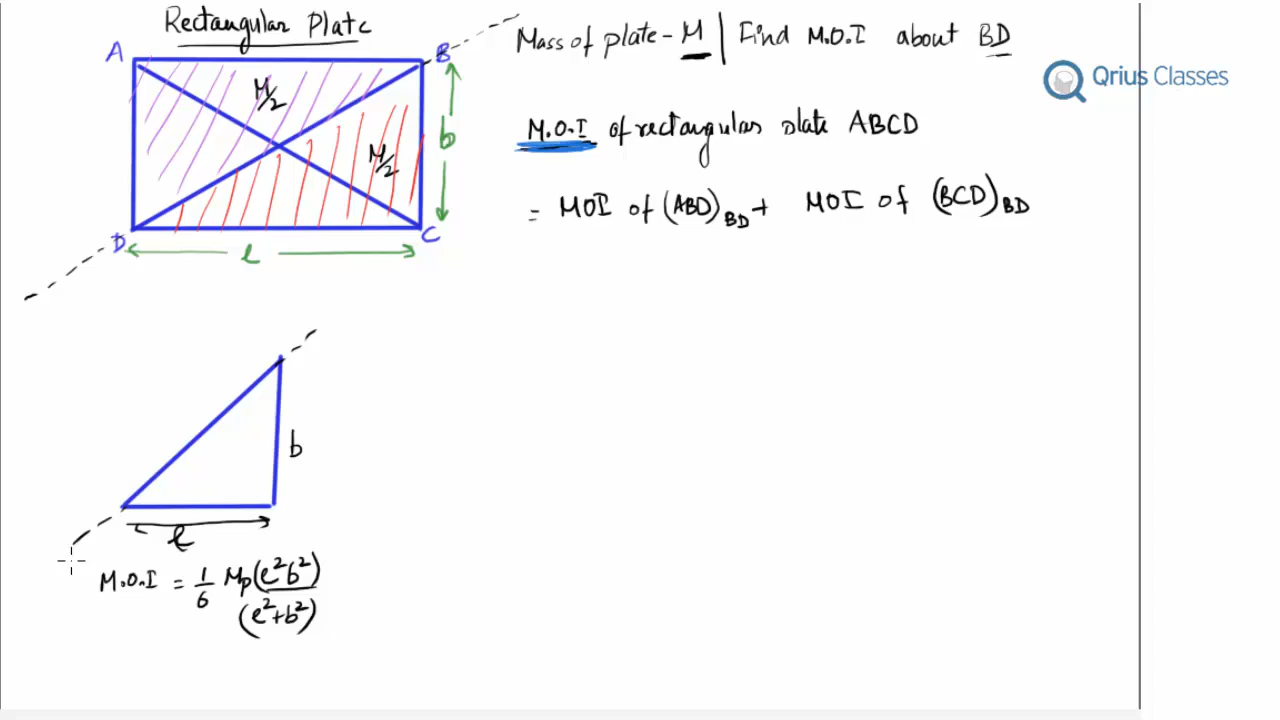 Rectangular Plate
Mass of plate - M | Find M.O.I about BD
Qrius Classes
A
B
M/2
M/2
b
D
C
l
M.O.I of rectangular plate ABCD
= MOI of (ABD)BD + MOI of (BCD)BD
b
l
M.O.I = 1/6 Mp (l²b²)/(l²+b²)